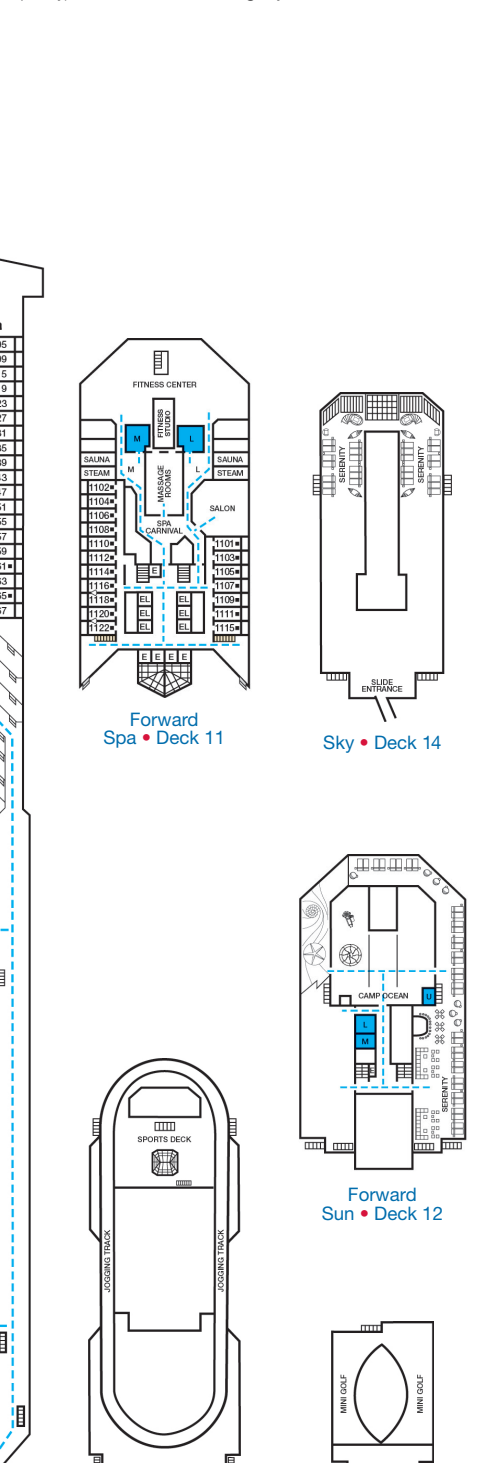 FITNESS CENTER
FITNESS
STUDIO
M
L
SAUNA
STEAM
M
MASSAGE
ROOMS
L
SAUNA
STEAM
SALON
SPA
CARNIVAL
1102
1104
1106
1108
1110
1112
1114
1116
1118
1120
1122
1101
1103
1105
1107
1109
1111
1115
E
EL
EL
EL
EL
EL
EL
E E E E
Forward
Spa • Deck 11
SERENITY
SERENITY
SLIDE
ENTRANCE
Sky • Deck 14
CAMP OCEAN
U
L
M
E
SERENITY
Forward
Sun • Deck 12
SPORTS DECK
JOGGING TRACK
JOGGING TRACK
MINI GOLF
MINI GOLF